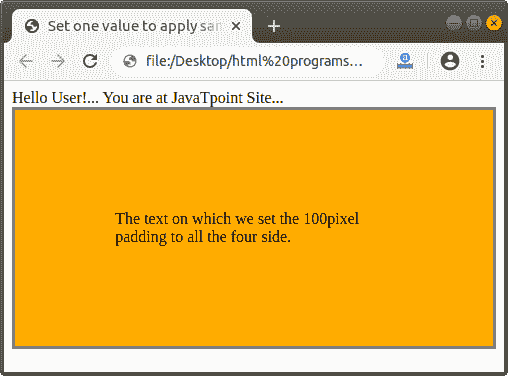 Set one value to apply san
file:/Desktop/html%20programs...
Hello User!... You are at JavaTpoint Site...
The text on which we set the 100pixel
padding to all the four side.